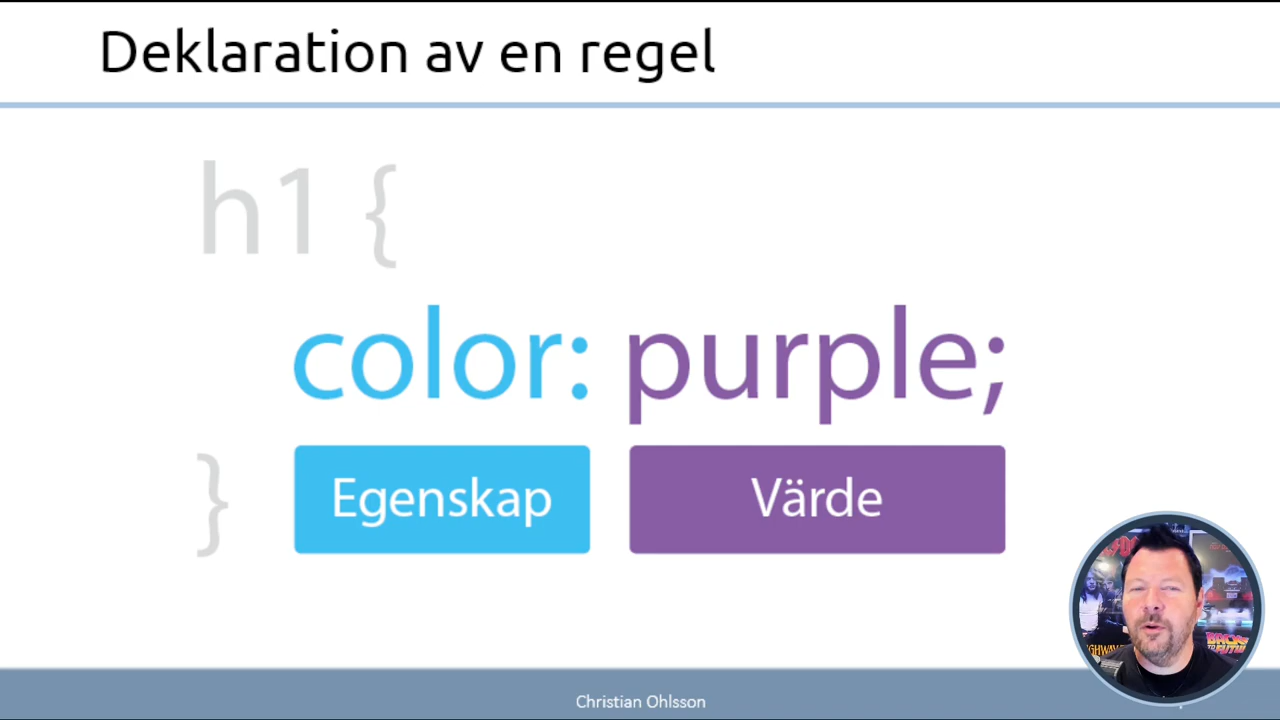 Deklaration av en regel
h1 {
color: purple;
}
Egenskap
Värde
Christian Ohlsson